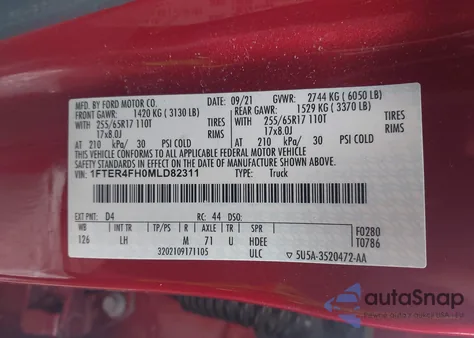 MFD. BY FORD MOTOR CO.
DATE: 09/21 GVWR: 2744 KG (6050 LB)
FRONT GAWR: 1420 KG (3130 LB) REAR GAWR: 1529 KG (3370 LB)
WITH WITH
255/65R17 110T TIRES 255/65R17 110T TIRES
17x8.0J RIMS 17x8.0J RIMS
AT 210 kPa/ 30 PSI COLD AT 210 kPa/ 30 PSI COLD
THIS VEHICLE CONFORMS TO ALL APPLICABLE FEDERAL MOTOR VEHICLE SAFETY
STANDARDS IN EFFECT ON THE DATE OF MANUFACTURE SHOWN ABOVE.
VIN: 1FTER4FH0MLD82311 TYPE: Truck
EXT PNT: D4 RC: 44 DSO: F0280
T0786
WB INT TR TP/PS R AXLE TR SPR
126 LH M 71 U HDEE
3202109171105 ULC 5U5A-3520472-AA
autoSnap